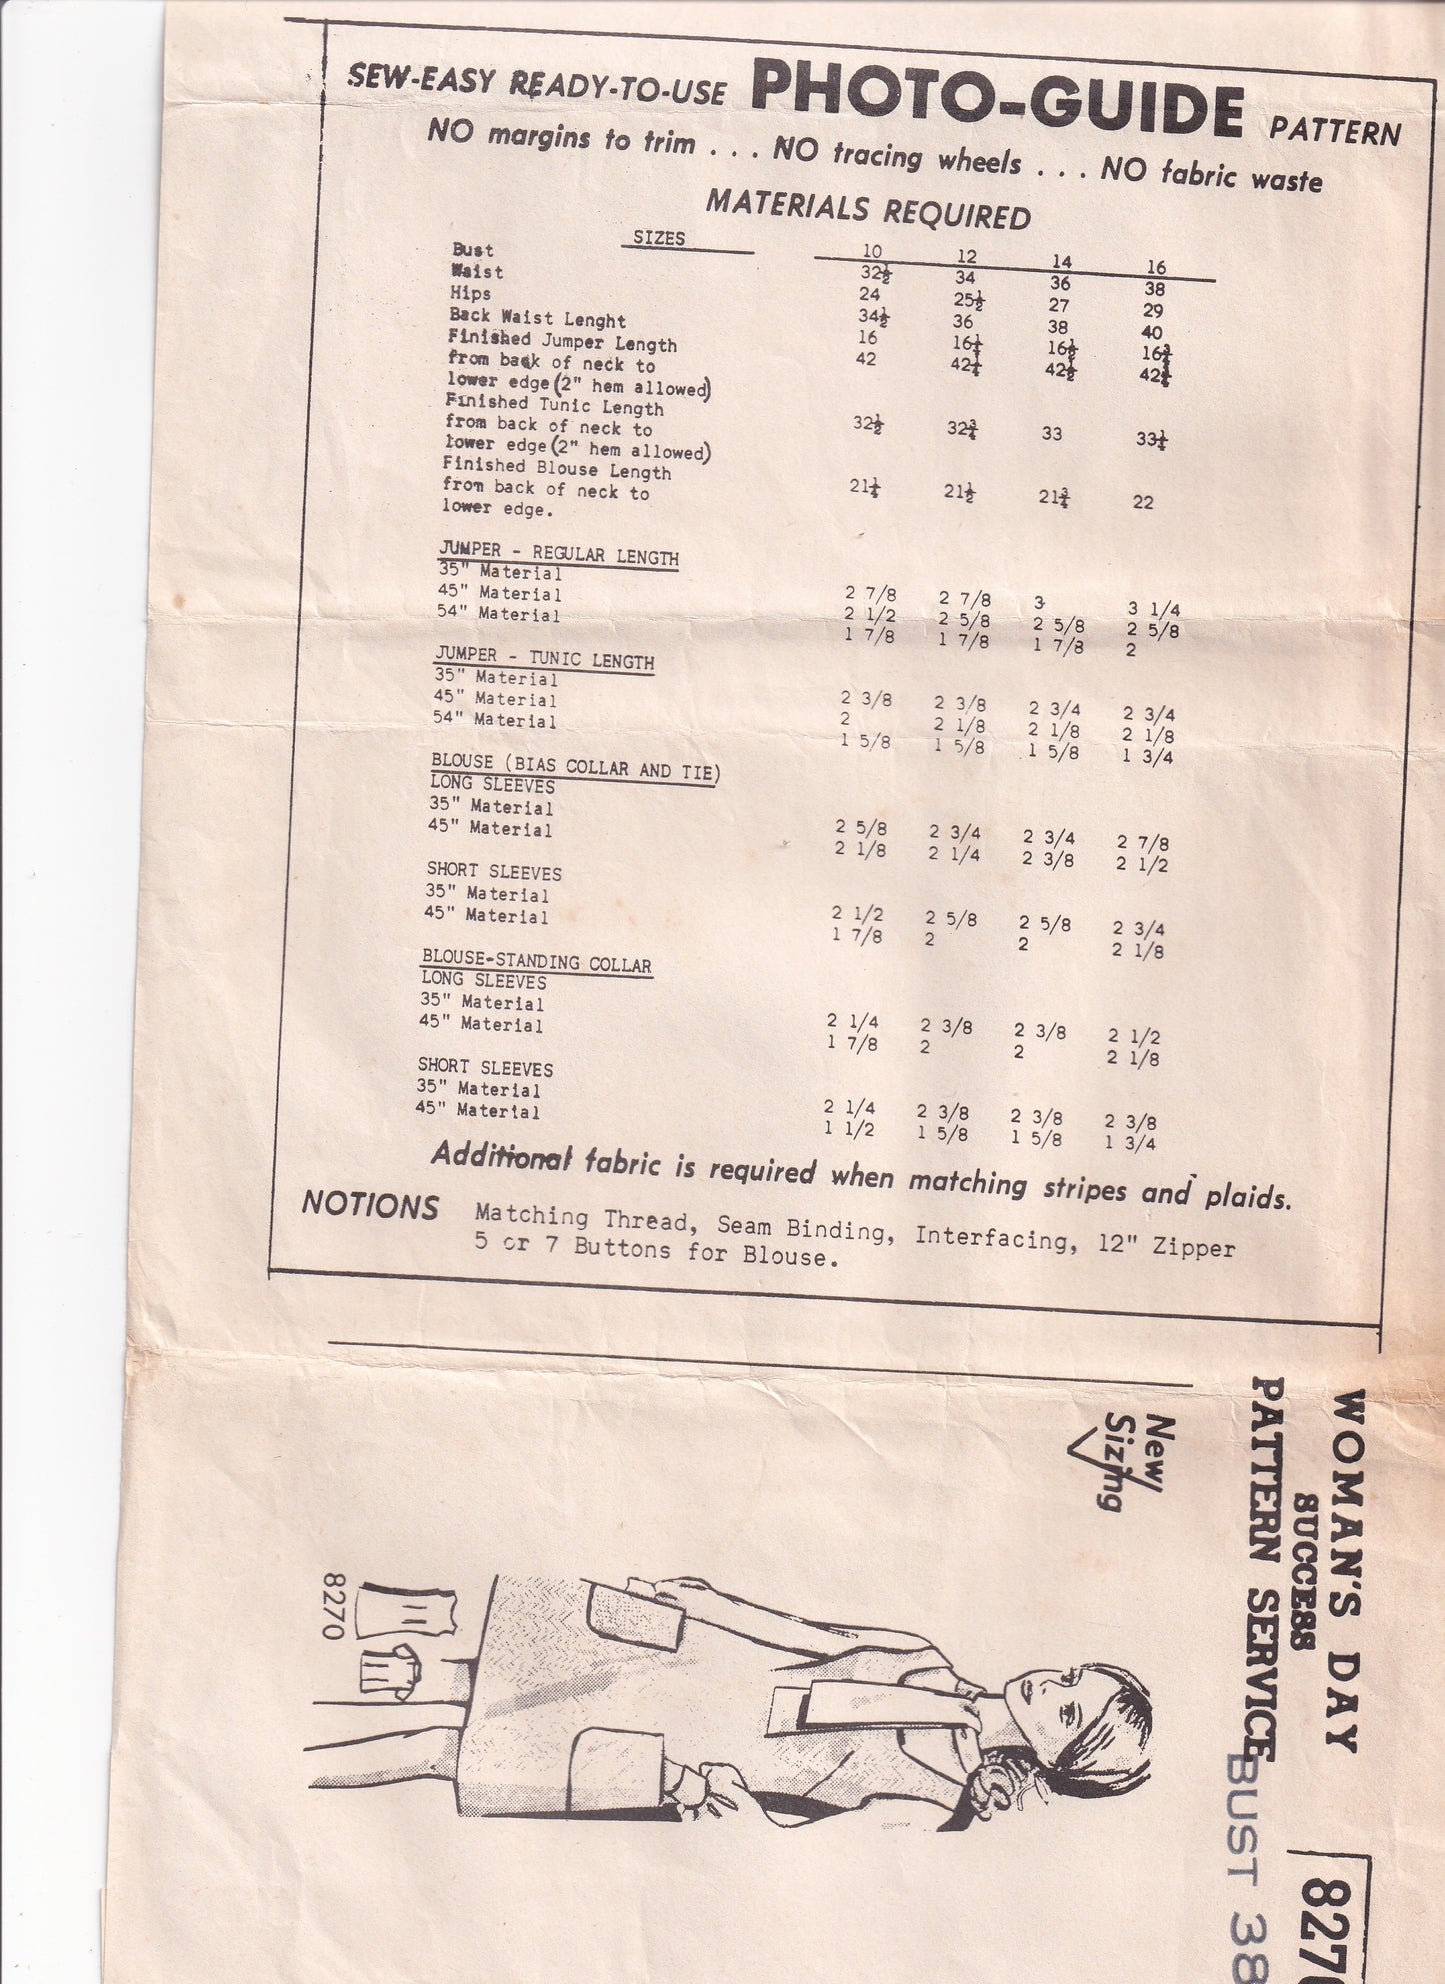 SEW-EASY READY-TO-USE PHOTO-GUIDE PATTERN
NO margins to trim . . . NO tracing wheels . . . NO fabric waste
MATERIALS REQUIRED
SIZES 10 12 14 16
Bust 32½ 34 36 38
Waist 24 25½ 27 29
Hips 34½ 36 38 40
Back Waist Lenght 16 16¼ 16½ 16¾
Finished Jumper Length 42 42¼ 42½ 42¾
from back of neck to
lower edge(2" hem allowed)
Finished Tunic Length 32½ 32¾ 33 33¼
from back of neck to
lower edge(2" hem allowed)
Finished Blouse Length 21¼ 21½ 21¾ 22
from back of neck to
lower edge.
JUMPER - REGULAR LENGTH
35" Material 2 7/8 2 7/8 3 3 1/4
45" Material 2 1/2 2 5/8 2 5/8 2 5/8
54" Material 1 7/8 1 7/8 1 7/8 2
JUMPER - TUNIC LENGTH
35" Material 2 3/8 2 3/8 2 3/4 2 3/4
45" Material 2 2 1/8 2 1/8 2 1/8
54" Material 1 5/8 1 5/8 1 5/8 1 3/4
BLOUSE (BIAS COLLAR AND TIE)
LONG SLEEVES
35" Material 2 5/8 2 3/4 2 3/4 2 7/8
45" Material 2 1/8 2 1/4 2 3/8 2 1/2
SHORT SLEEVES
35" Material 2 1/2 2 5/8 2 5/8 2 3/4
45" Material 1 7/8 2 2 2 1/8
BLOUSE-STANDING COLLAR
LONG SLEEVES
35" Material 2 1/4 2 3/8 2 3/8 2 1/2
45" Material 1 7/8 2 2 2 1/8
SHORT SLEEVES
35" Material 2 1/4 2 3/8 2 3/8 2 3/8
45" Material 1 1/2 1 5/8 1 5/8 1 3/4
Additional fabric is required when matching stripes and plaids.
NOTIONS Matching Thread, Seam Binding, Interfacing, 12" Zipper
5 or 7 Buttons for Blouse.
WOMAN'S DAY
SUCCESS
PATTERN SERVICE
8270
BUST 38
New
Sizing
8270